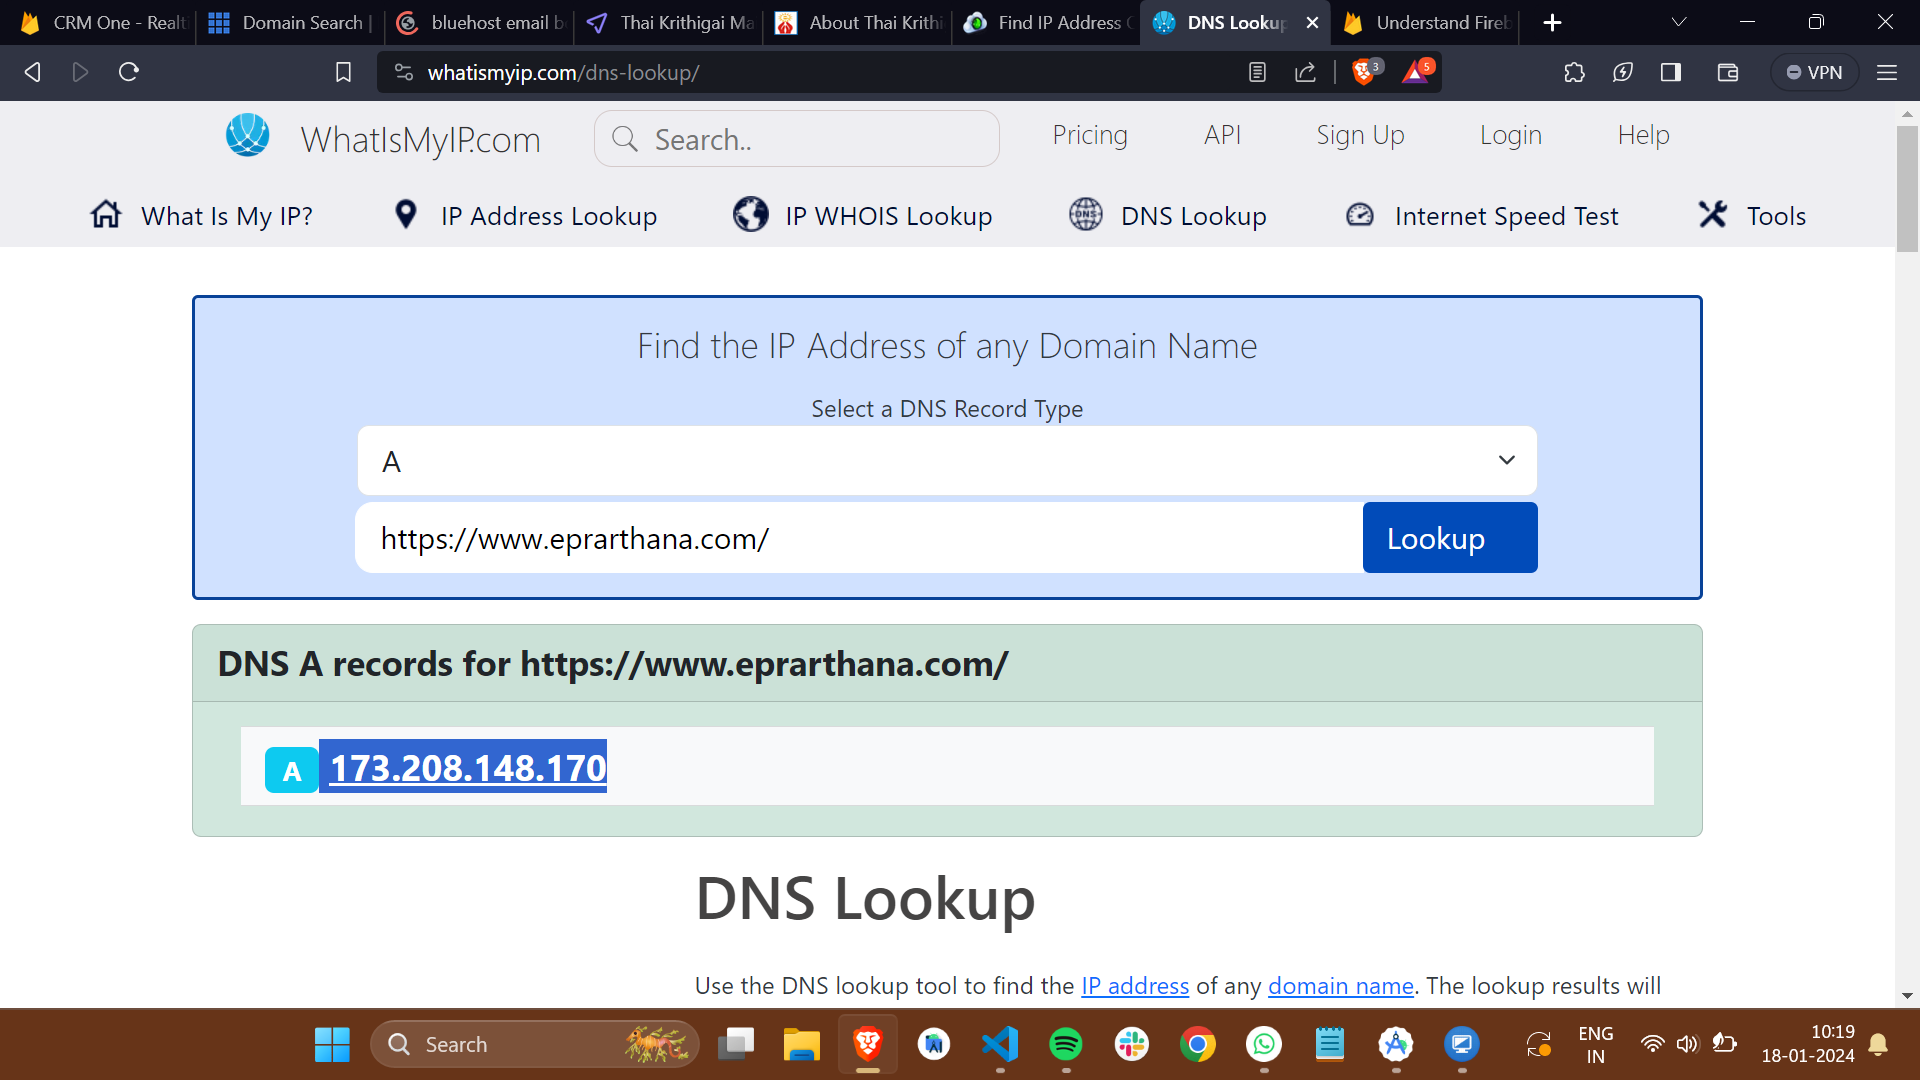 CRM One - Realti
Domain Search |
bluehost email b
Thai Krithigai Ma
About Thai Krithi
Find IP Address
DNS Lookup
Understand Fireb
whatismyip.com/dns-lookup/
3
5
VPN
WhatIsMyIP.com
Search..
Pricing
API
Sign Up
Login
Help
What Is My IP?
IP Address Lookup
IP WHOIS Lookup
DNS
DNS Lookup
Internet Speed Test
Tools
Find the IP Address of any Domain Name
Select a DNS Record Type
A
https://www.eprarthana.com/
Lookup
DNS A records for https://www.eprarthana.com/
A 173.208.148.170
DNS Lookup
Use the DNS lookup tool to find the IP address of any domain name. The lookup results will
Search
ENG
IN
10:19
18-01-2024